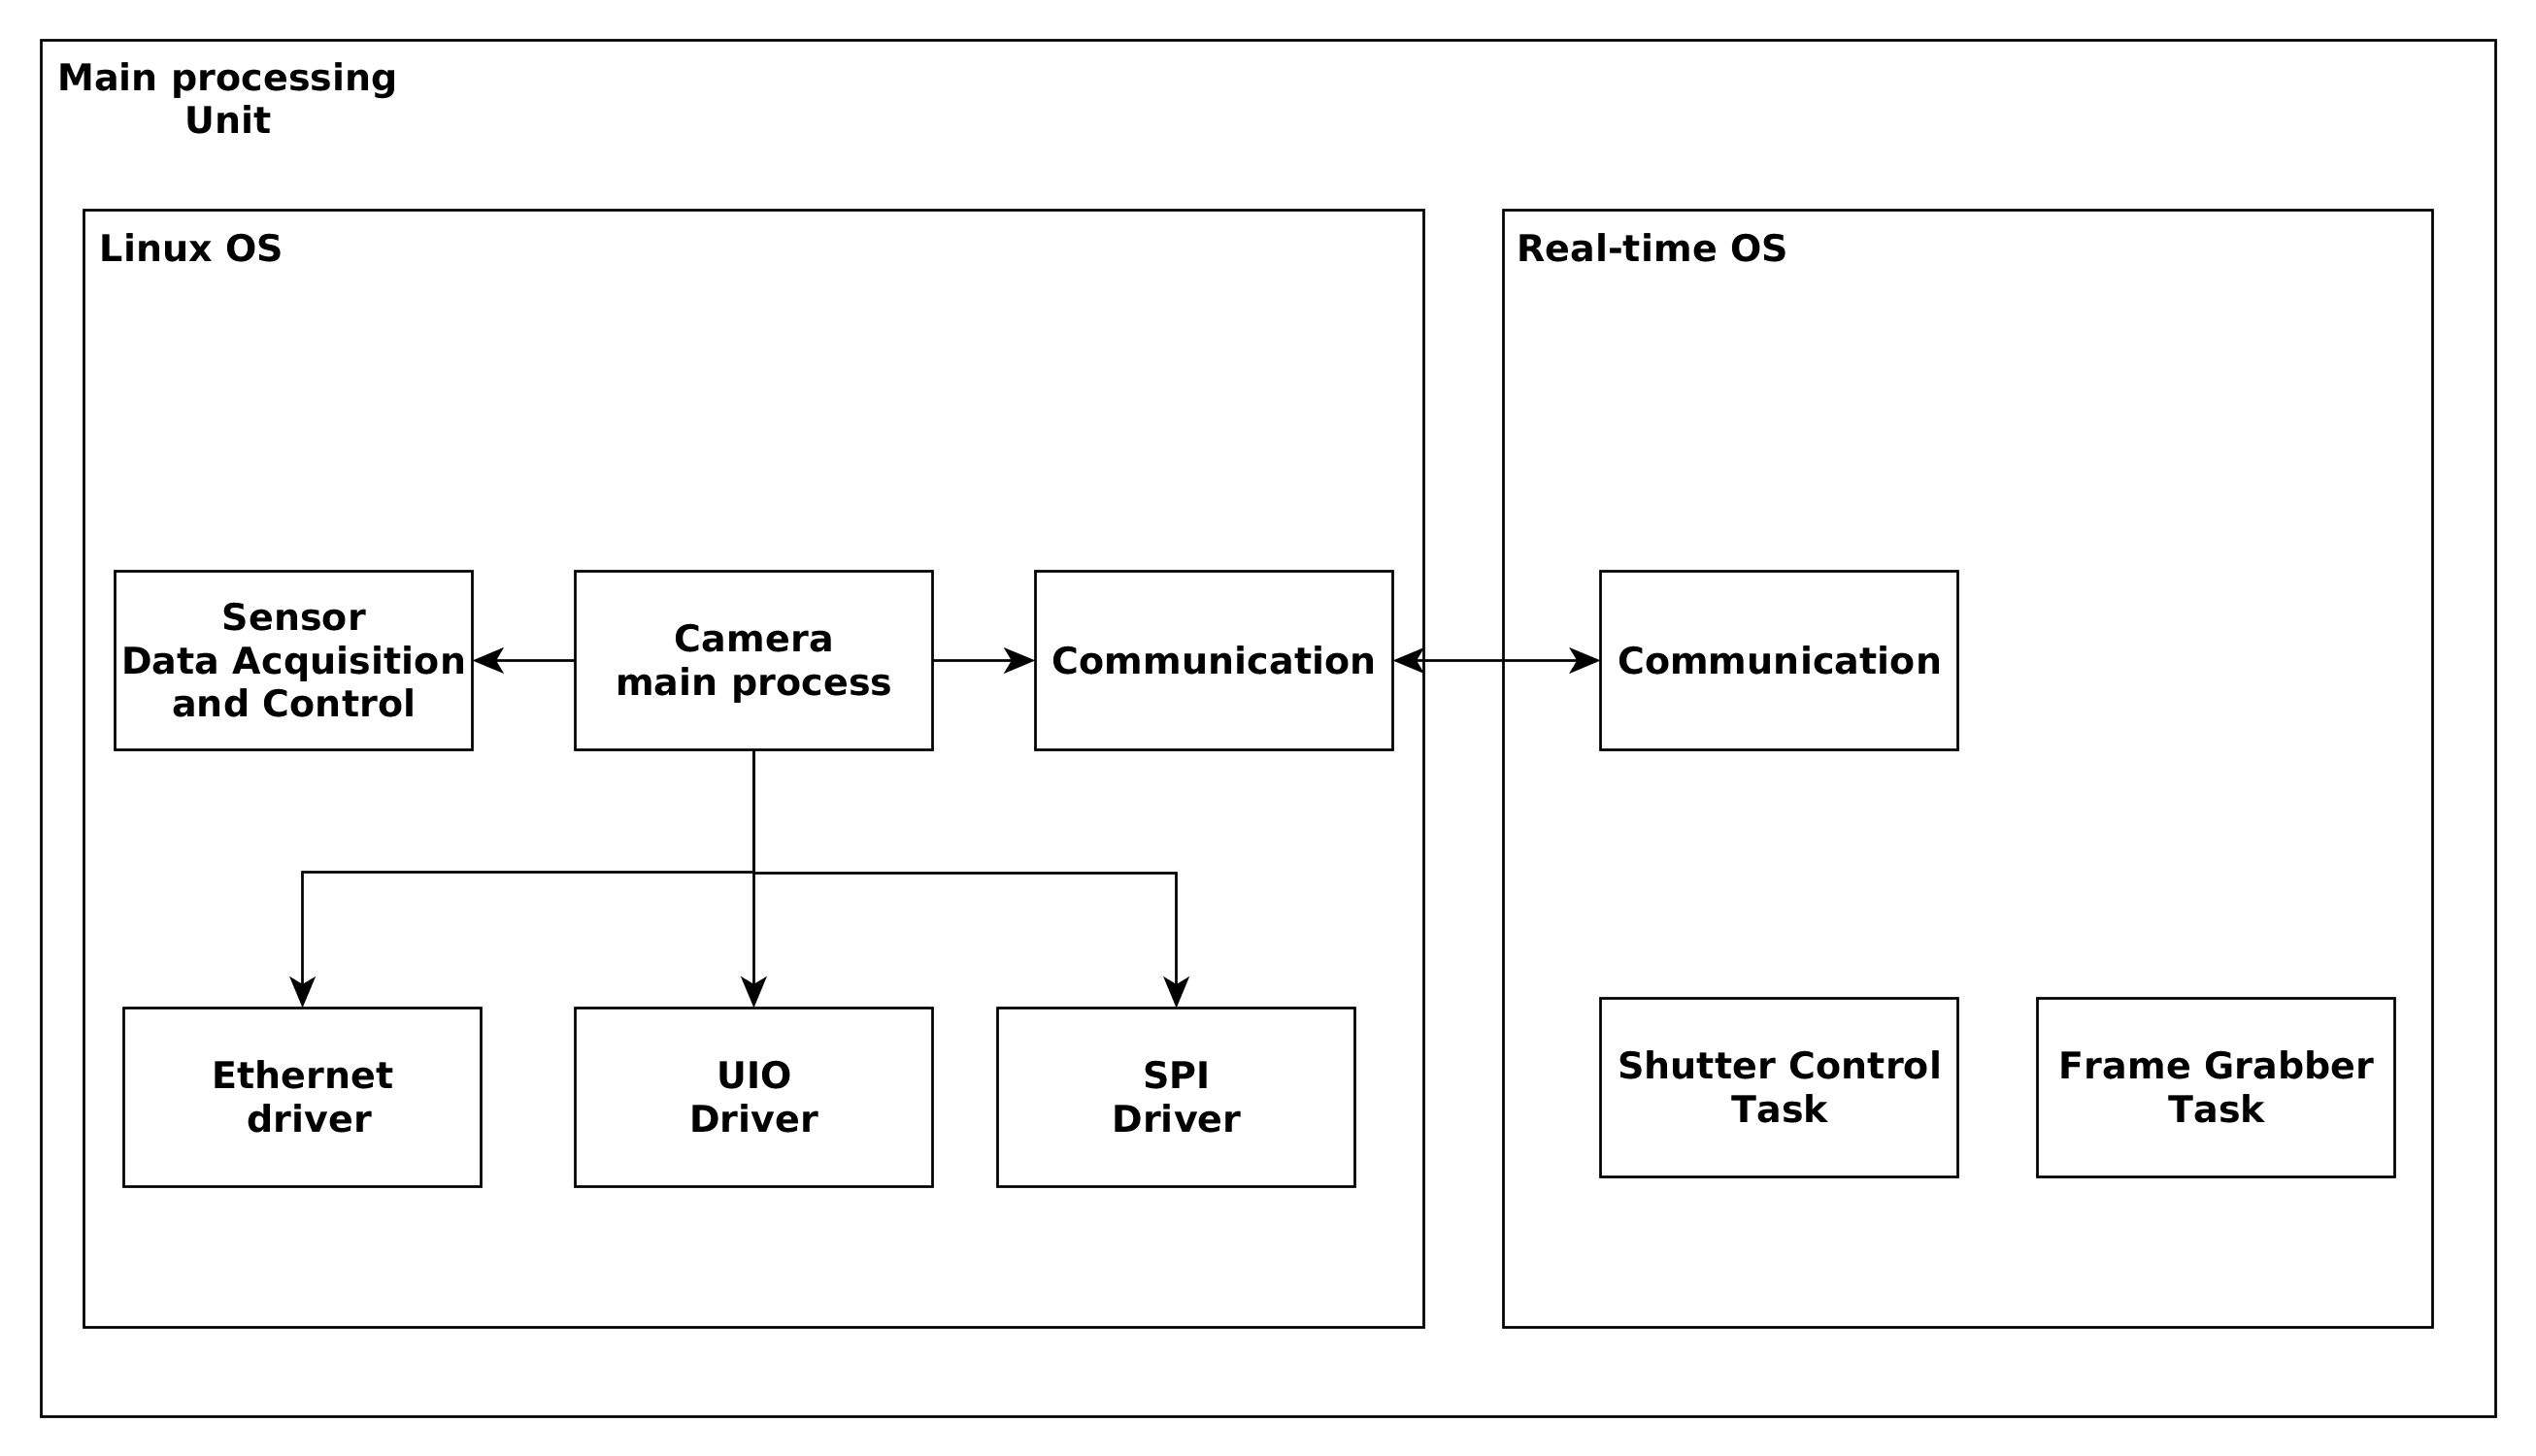 Main processing
Unit
Linux OS
Real-time OS
Sensor
Data Acquisition
and Control
Camera
main process
Communication
Communication
Ethernet
driver
UIO
Driver
SPI
Driver
Shutter Control
Task
Frame Grabber
Task